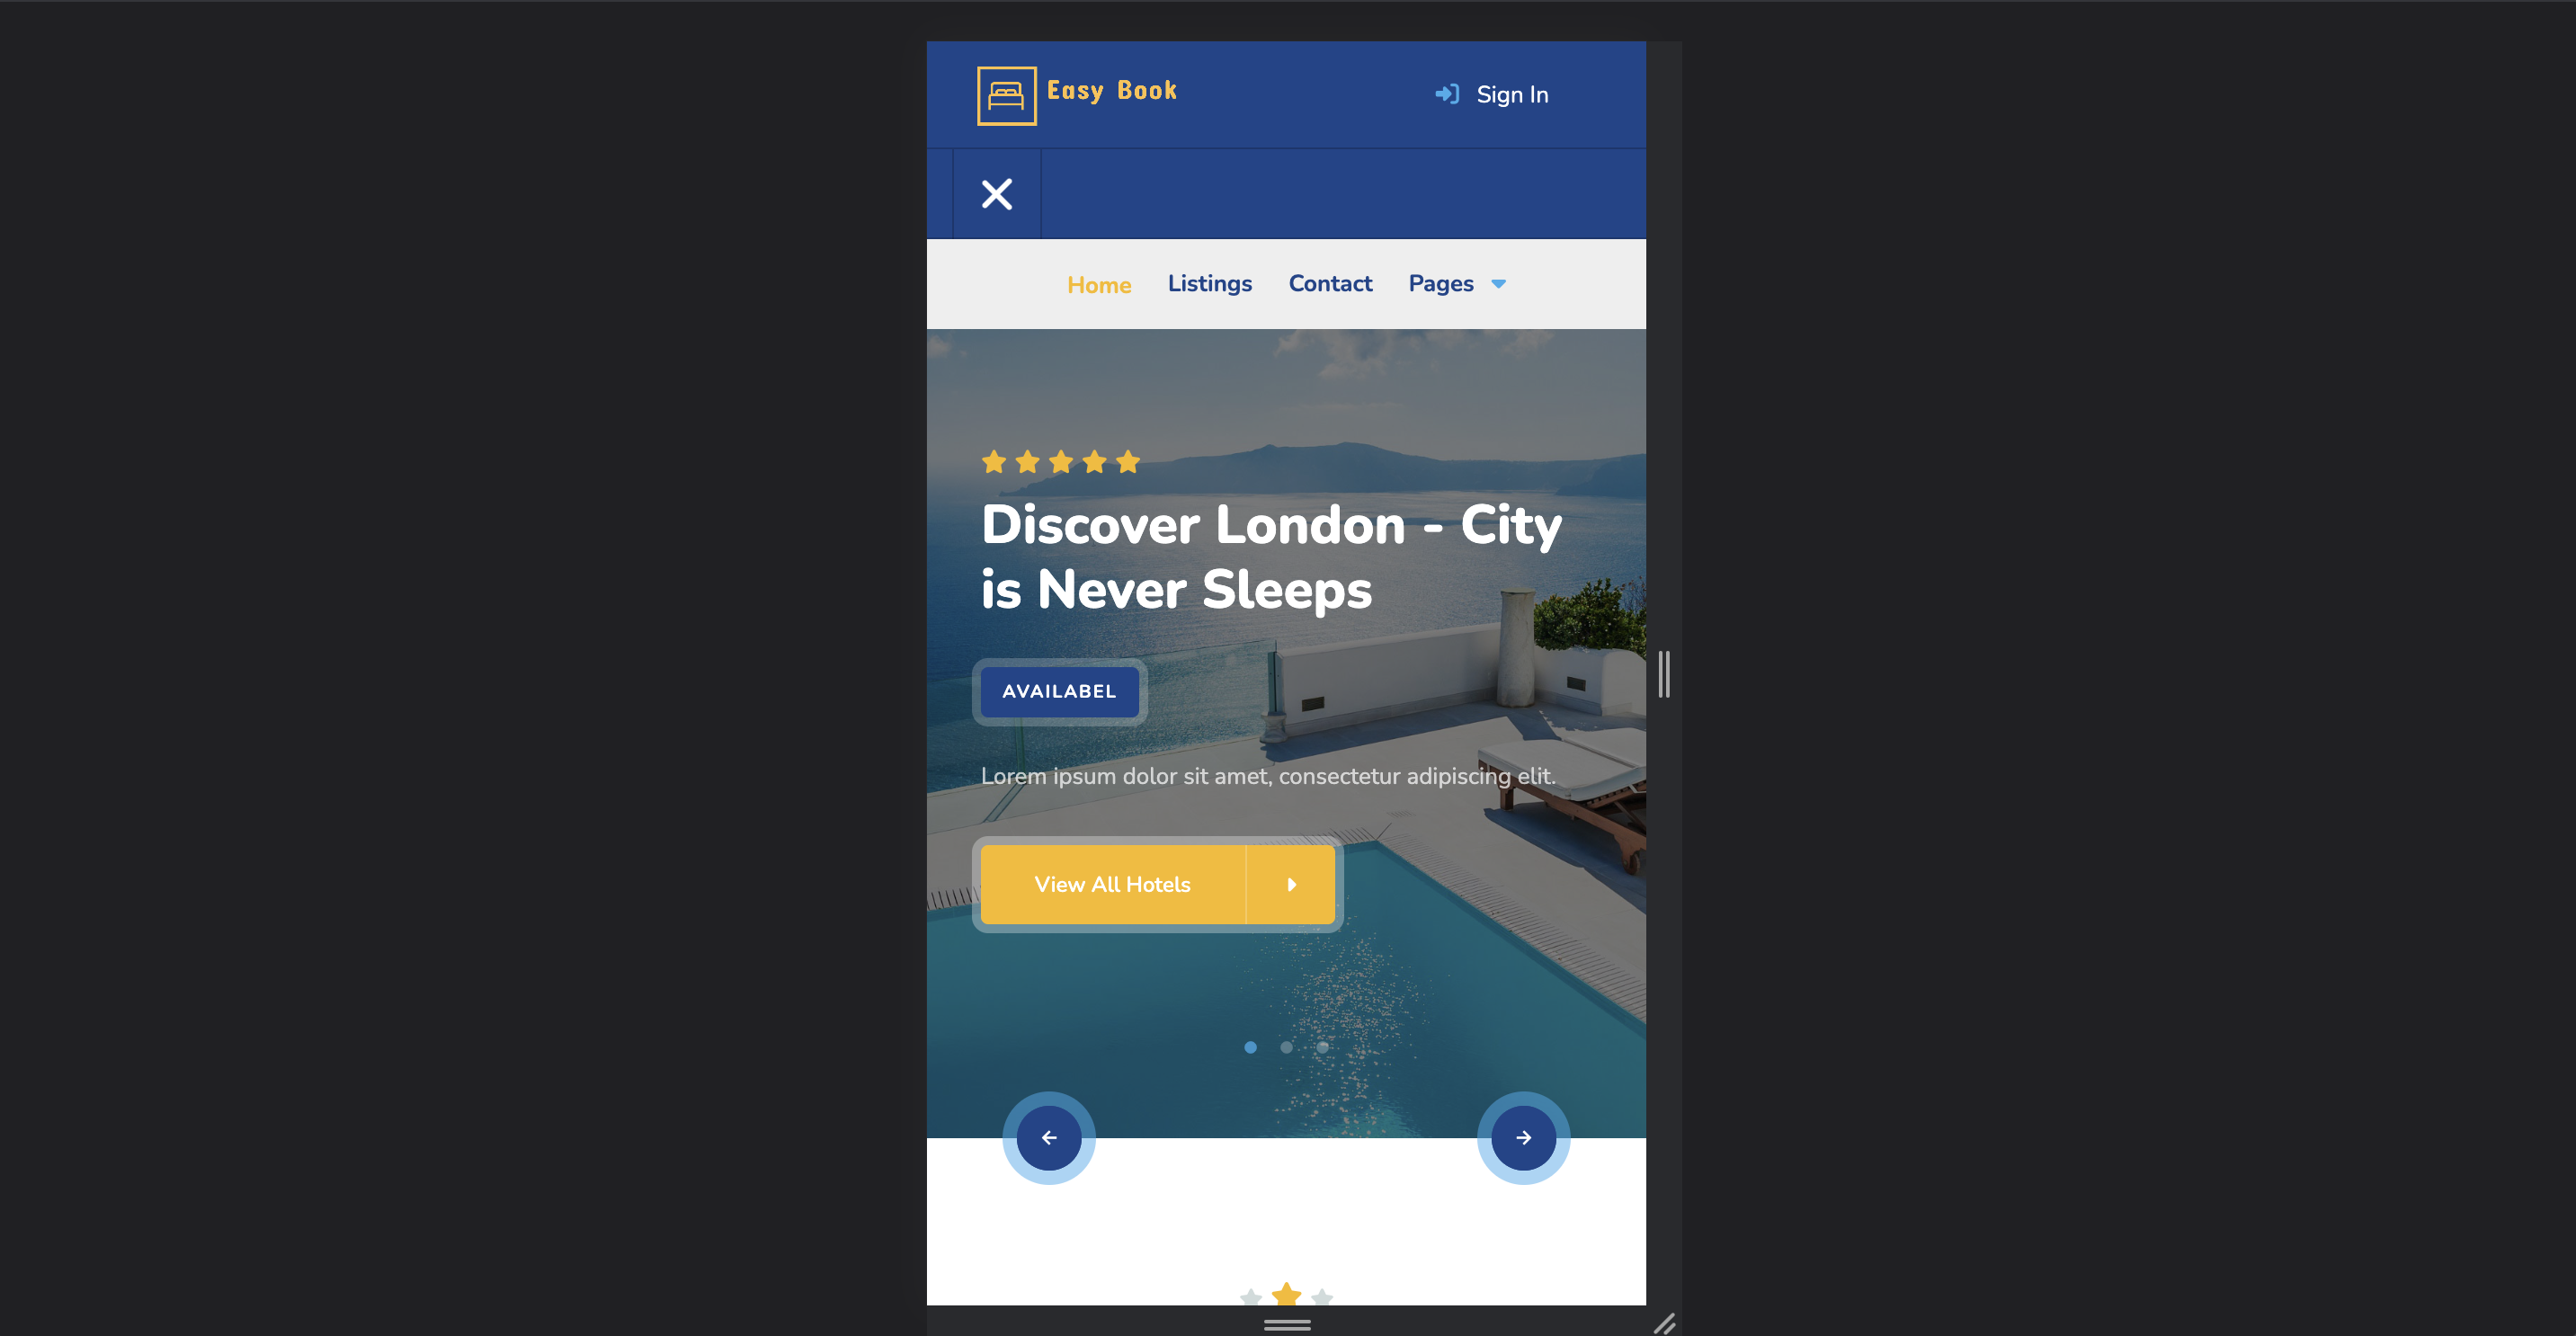 Easy Book
Sign In
Home Listings Contact Pages
Discover London - City
is Never Sleeps
AVAILABEL
Lorem ipsum dolor sit amet, consectetur adipiscing elit.
View All Hotels